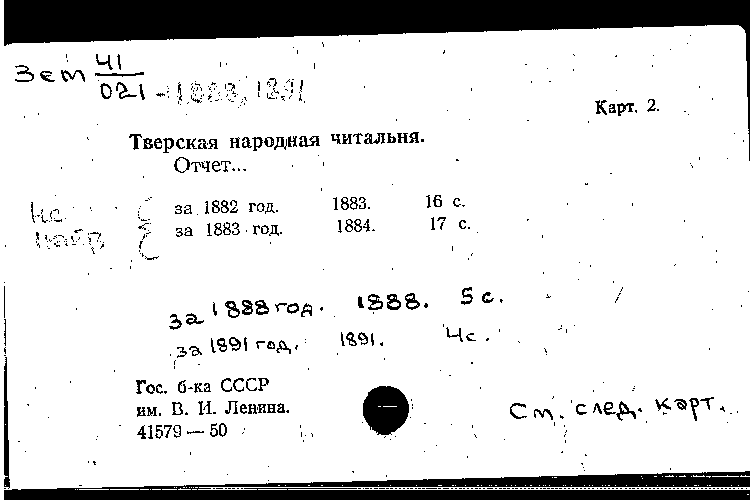 Зем 41/021 - 1888, 1891
Карт. 2.
Тверская народная читальня.
Отчет...
за 1882 год. 1883. 16 с.
за 1883 год. 1884. 17 с.
за 1888 год. 1888. 5 с.
за 1891 год. 1891. 4 с.
Гос. б-ка СССР
им. В. И. Ленина.
41579 — 50
См. след. карт.